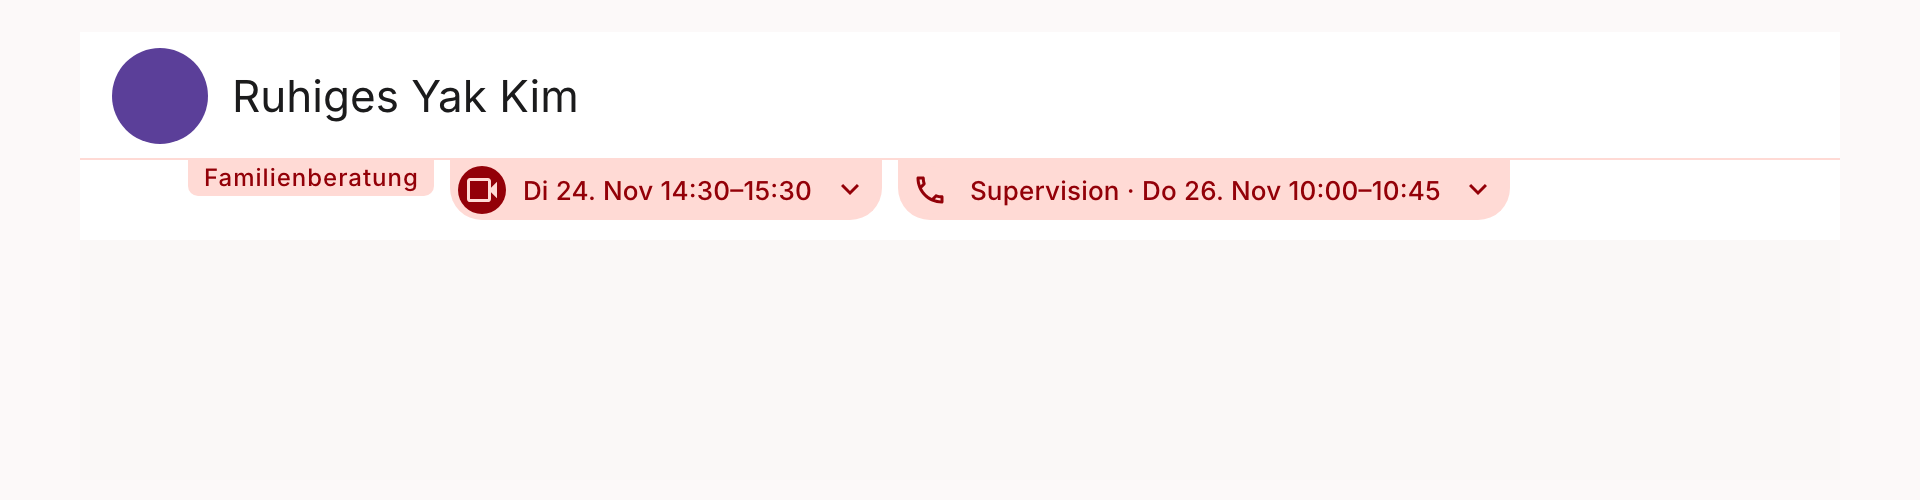 Ruhiges Yak Kim
Familienberatung
Di 24. Nov 14:30–15:30
Supervision · Do 26. Nov 10:00–10:45